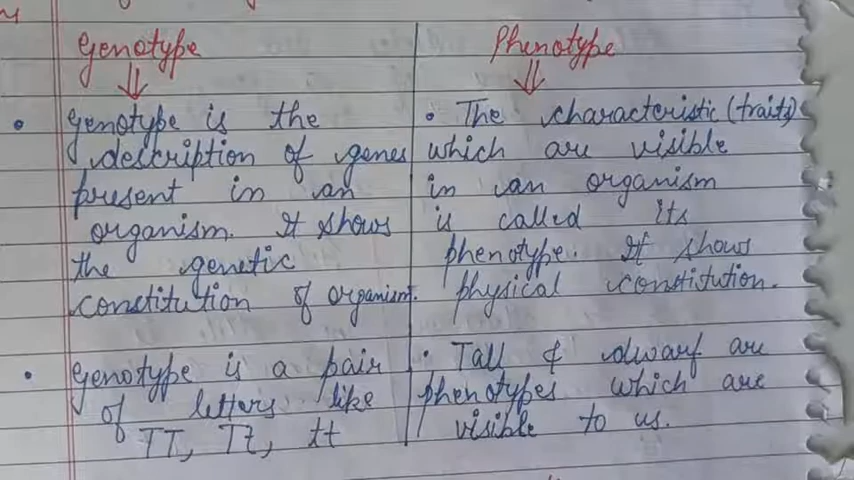 Genotype
Phenotype
• Genotype is the
description of genes
present in an
organism. It shows
the genetic
constitution of organism.
• Genotype is a pair
of letters like
TT, Tt, tt
• The characteristic (traits)
which are visible
in an organism
is called its
phenotype. It shows
physical constitution.
• Tall & dwarf are
phenotypes which are
visible to us.